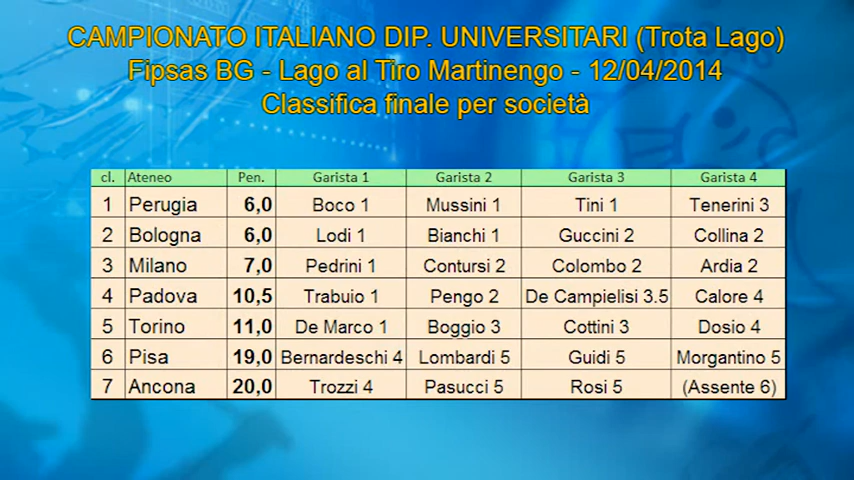 CAMPIONATO ITALIANO DIP. UNIVERSITARI (Trota Lago)
Fipsas BG - Lago al Tiro Martinengo - 12/04/2014
Classifica finale per società
cl. Ateneo Pen. Garista 1 Garista 2 Garista 3 Garista 4
1 Perugia 6,0 Boco 1 Mussini 1 Tini 1 Tenerini 3
2 Bologna 6,0 Lodi 1 Bianchi 1 Guccini 2 Collina 2
3 Milano 7,0 Pedrini 1 Contursi 2 Colombo 2 Ardia 2
4 Padova 10,5 Trabuio 1 Pengo 2 De Campielisi 3.5 Calore 4
5 Torino 11,0 De Marco 1 Boggio 3 Cottini 3 Dosio 4
6 Pisa 19,0 Bernardeschi 4 Lombardi 5 Guidi 5 Morgantino 5
7 Ancona 20,0 Trozzi 4 Pasucci 5 Rosi 5 (Assente 6)